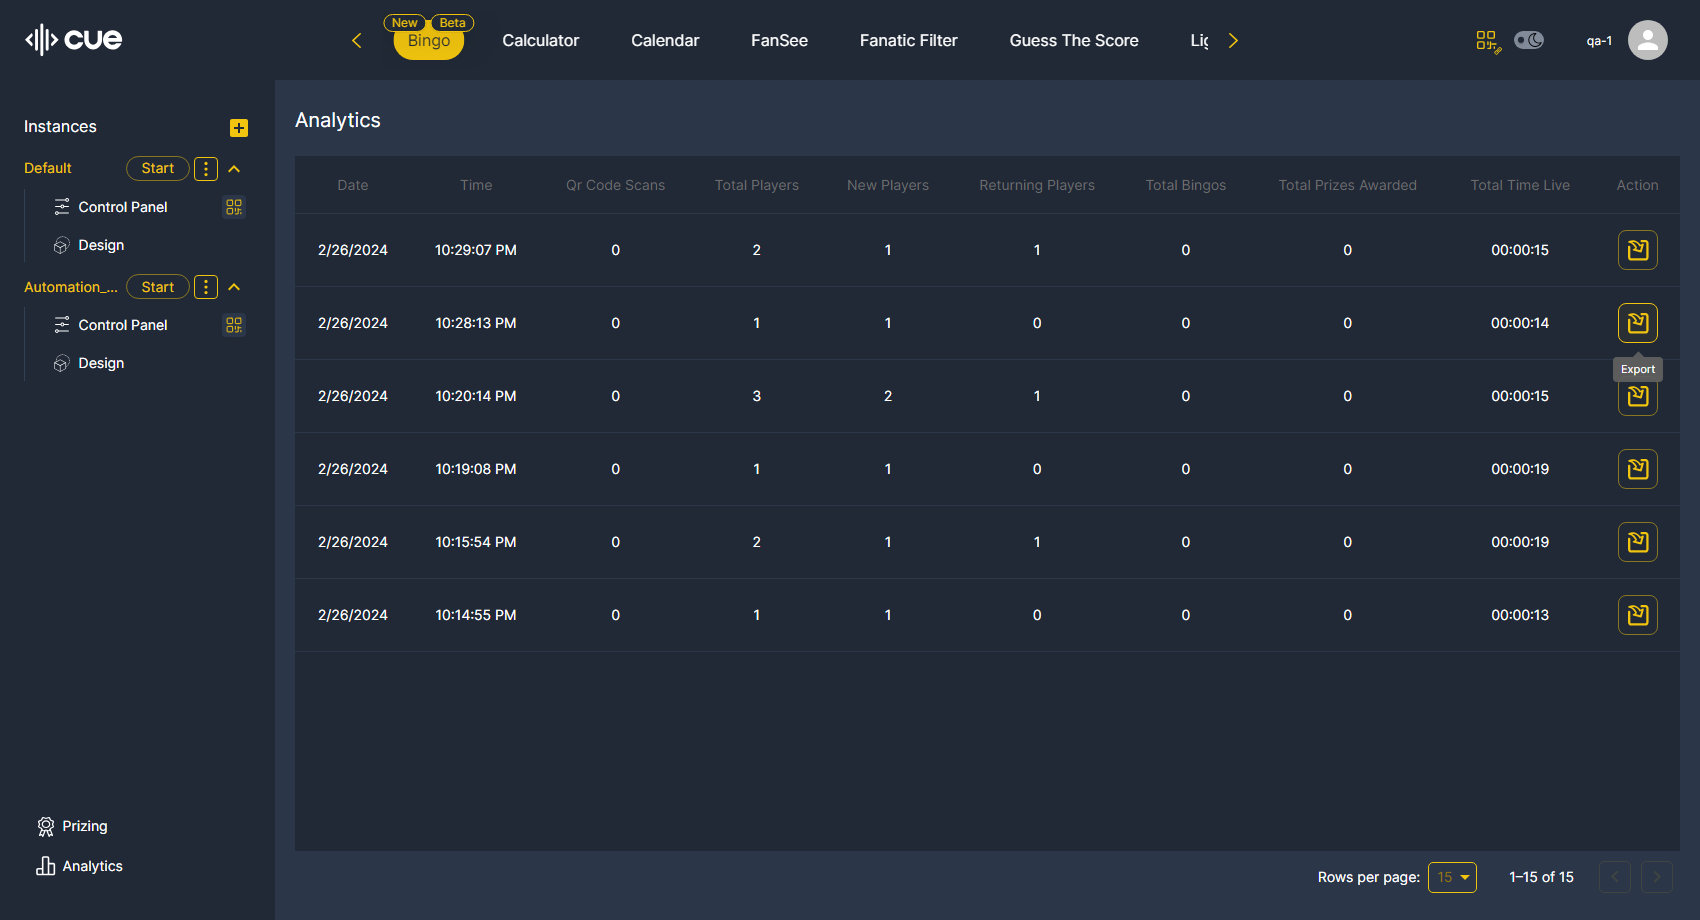 cue
New Beta
Bingo Calculator Calendar FanSee Fanatic Filter Guess The Score Lig
qa-1
Instances
Default Start
Control Panel
Design
Automation_... Start
Control Panel
Design
Prizing
Analytics
Analytics
Date Time Qr Code Scans Total Players New Players Returning Players Total Bingos Total Prizes Awarded Total Time Live Action
2/26/2024 10:29:07 PM 0 2 1 1 0 0 00:00:15
2/26/2024 10:28:13 PM 0 1 1 0 0 0 00:00:14
Export
2/26/2024 10:20:14 PM 0 3 2 1 0 0 00:00:15
2/26/2024 10:19:08 PM 0 1 1 0 0 0 00:00:19
2/26/2024 10:15:54 PM 0 2 1 1 0 0 00:00:19
2/26/2024 10:14:55 PM 0 1 1 0 0 0 00:00:13
Rows per page: 15 1–15 of 15